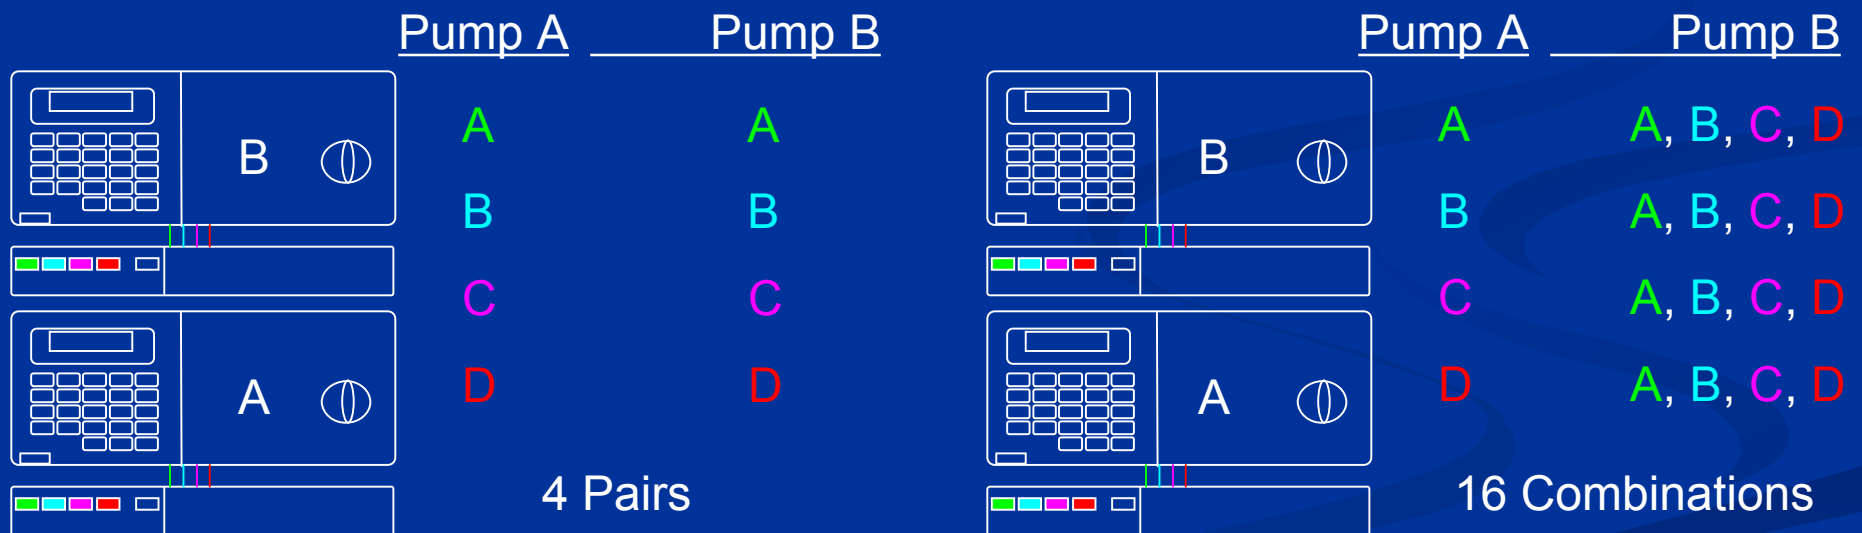 Pump A Pump B
B
A A
B B
C C
D D
A
4 Pairs
Pump A Pump B
B
A A, B, C, D
B A, B, C, D
C A, B, C, D
D A, B, C, D
A
16 Combinations